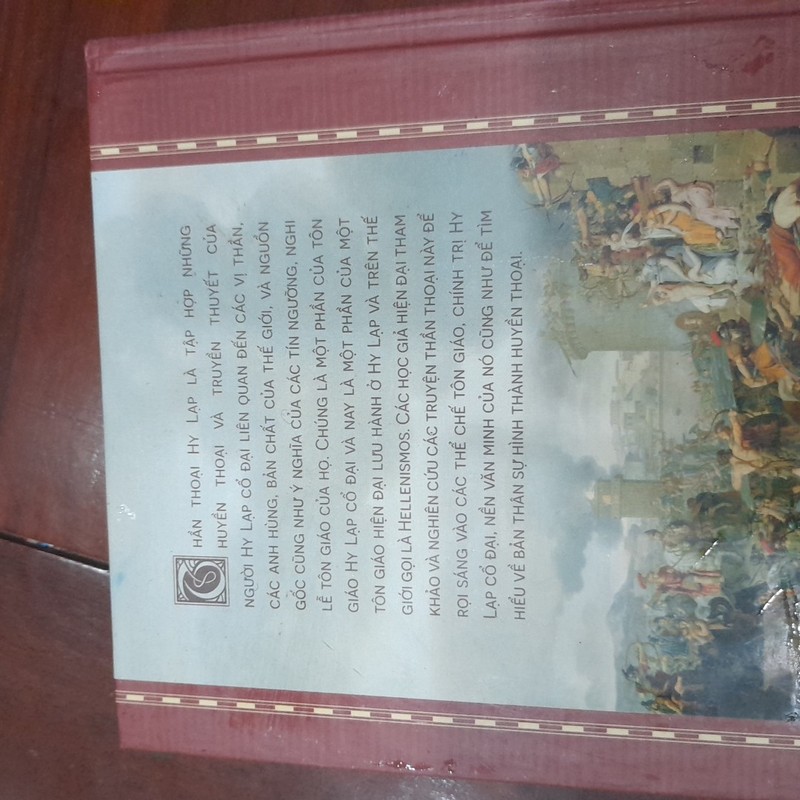 THẦN THOẠI HY LẠP LÀ TẬP HỢP NHỮNG
HUYỀN THOẠI VÀ TRUYỀN THUYẾT CỦA
NGƯỜI HY LẠP CỔ ĐẠI LIÊN QUAN ĐẾN CÁC VỊ THẦN,
CÁC ANH HÙNG, BẢN CHẤT CỦA THẾ GIỚI, VÀ NGUỒN
GỐC CŨNG NHƯ Ý NGHĨA CỦA CÁC TÍN NGƯỠNG, NGHI
LỄ TÔN GIÁO CỦA HỌ. CHÚNG LÀ MỘT PHẦN CỦA TÔN
GIÁO HY LẠP CỔ ĐẠI VÀ NAY LÀ MỘT PHẦN CỦA MỘT
TÔN GIÁO HIỆN ĐẠI LƯU HÀNH Ở HY LẠP VÀ TRÊN THẾ
GIỚI GỌI LÀ HELLENISMOS. CÁC HỌC GIẢ HIỆN ĐẠI THAM
KHẢO VÀ NGHIÊN CỨU CÁC TRUYỆN THẦN THOẠI NÀY ĐỂ
RỌI SÁNG VÀO CÁC THỂ CHẾ TÔN GIÁO, CHÍNH TRỊ HY
LẠP CỔ ĐẠI, NỀN VĂN MINH CỦA NÓ CŨNG NHƯ ĐỂ TÌM
HIỂU VỀ BẢN THÂN SỰ HÌNH THÀNH HUYỀN THOẠI.